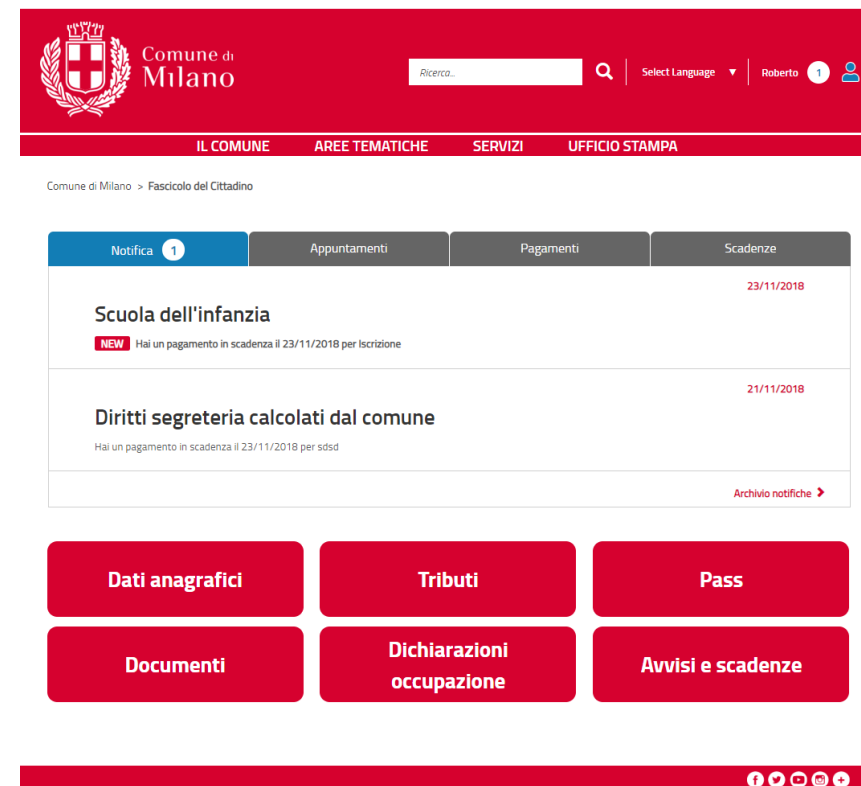 Comune di
Milano
Ricerca...
Select Language ▼
Roberto 1
IL COMUNE AREE TEMATICHE SERVIZI UFFICIO STAMPA
Comune di Milano > Fascicolo del Cittadino
Notifica 1 Appuntamenti Pagamenti Scadenze
23/11/2018
Scuola dell'infanzia
NEW Hai un pagamento in scadenza il 23/11/2018 per Iscrizione
21/11/2018
Diritti segreteria calcolati dal comune
Hai un pagamento in scadenza il 23/11/2018 per sdsd
Archivio notifiche
Dati anagrafici Tributi Pass
Documenti
Dichiarazioni
occupazione
Avvisi e scadenze